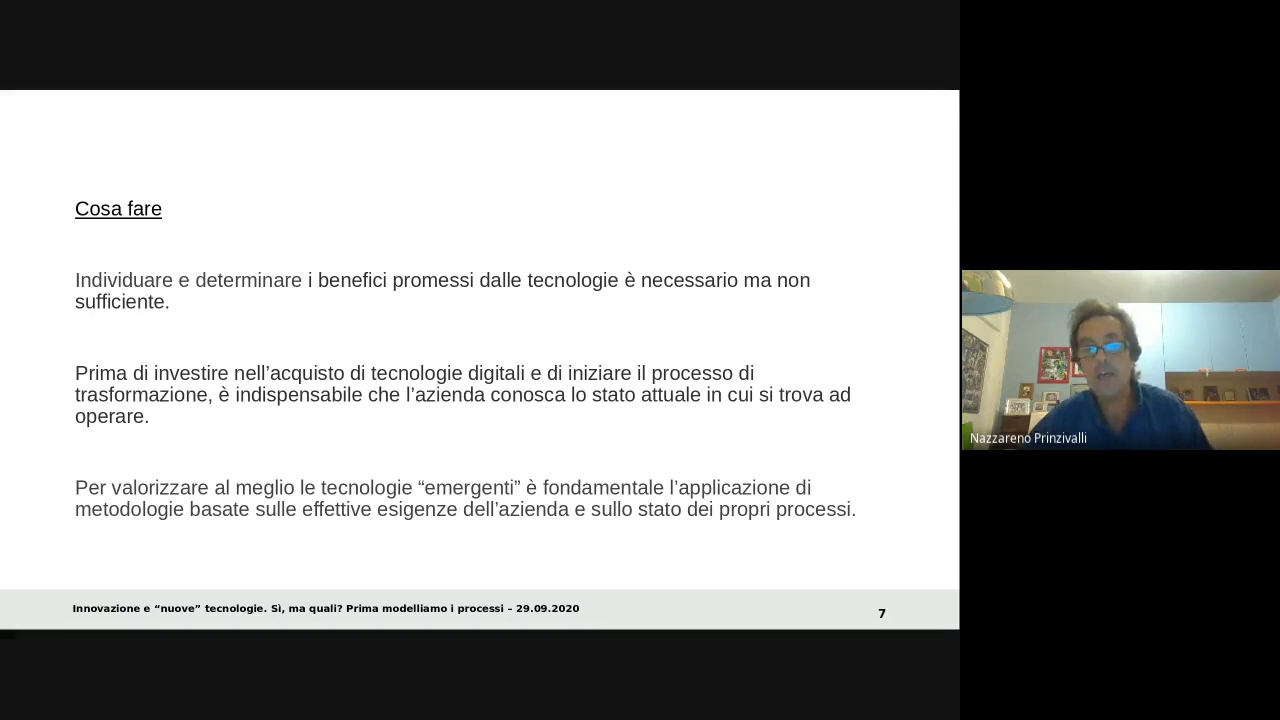 Cosa fare
Individuare e determinare i benefici promessi dalle tecnologie è necessario ma non
sufficiente.
Prima di investire nell’acquisto di tecnologie digitali e di iniziare il processo di
trasformazione, è indispensabile che l’azienda conosca lo stato attuale in cui si trova ad
operare.
Per valorizzare al meglio le tecnologie “emergenti” è fondamentale l’applicazione di
metodologie basate sulle effettive esigenze dell’azienda e sullo stato dei propri processi.
Innovazione e “nuove” tecnologie. Sì, ma quali? Prima modelliamo i processi – 29.09.2020
7
Nazzareno Prinzivalli